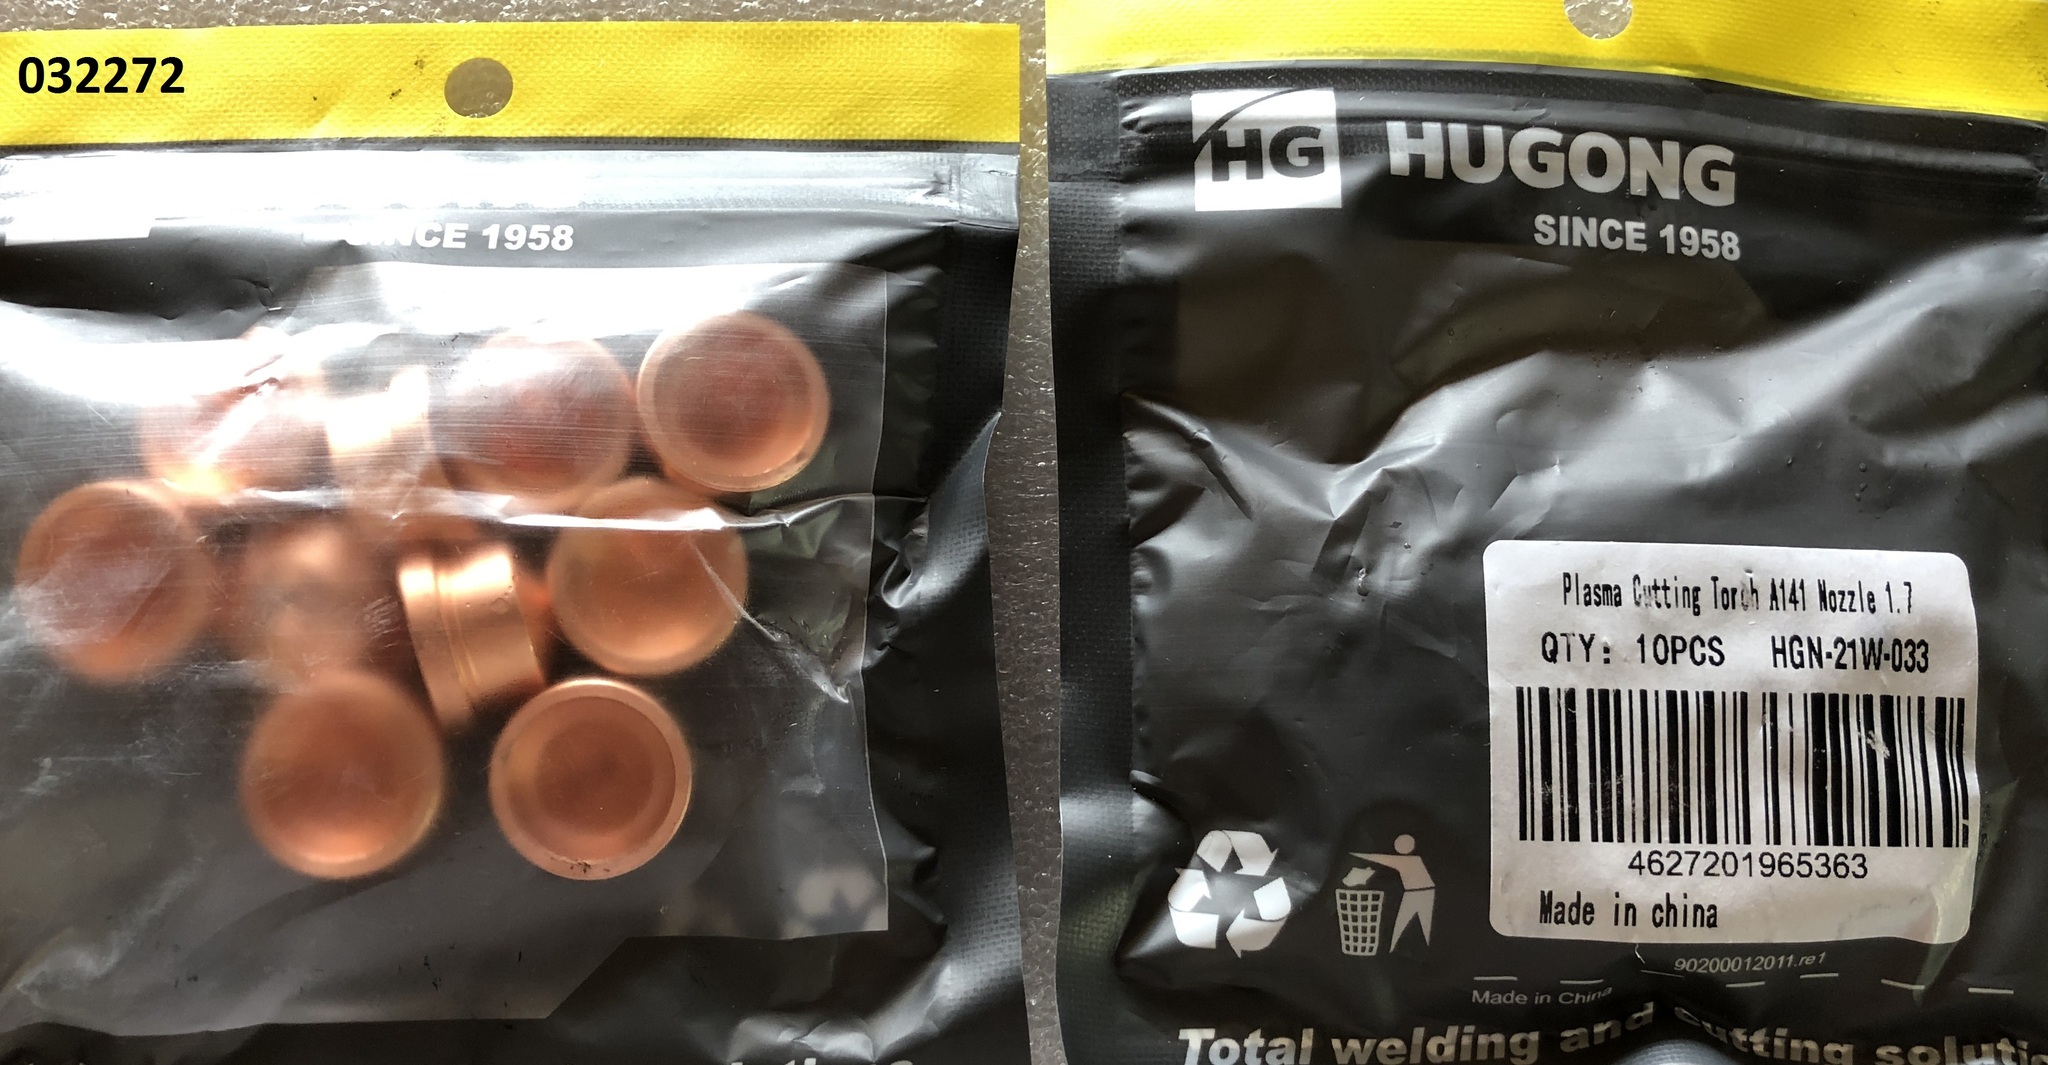 032272
SINCE 1958
HG HUGONG
SINCE 1958
Plasma Cutting Torch A141 Nozzle 1.7
QTY: 10PCS HGN-21W-033
4627201965363
Made in china
90200012011.re1
Made in China
Total welding and cutting